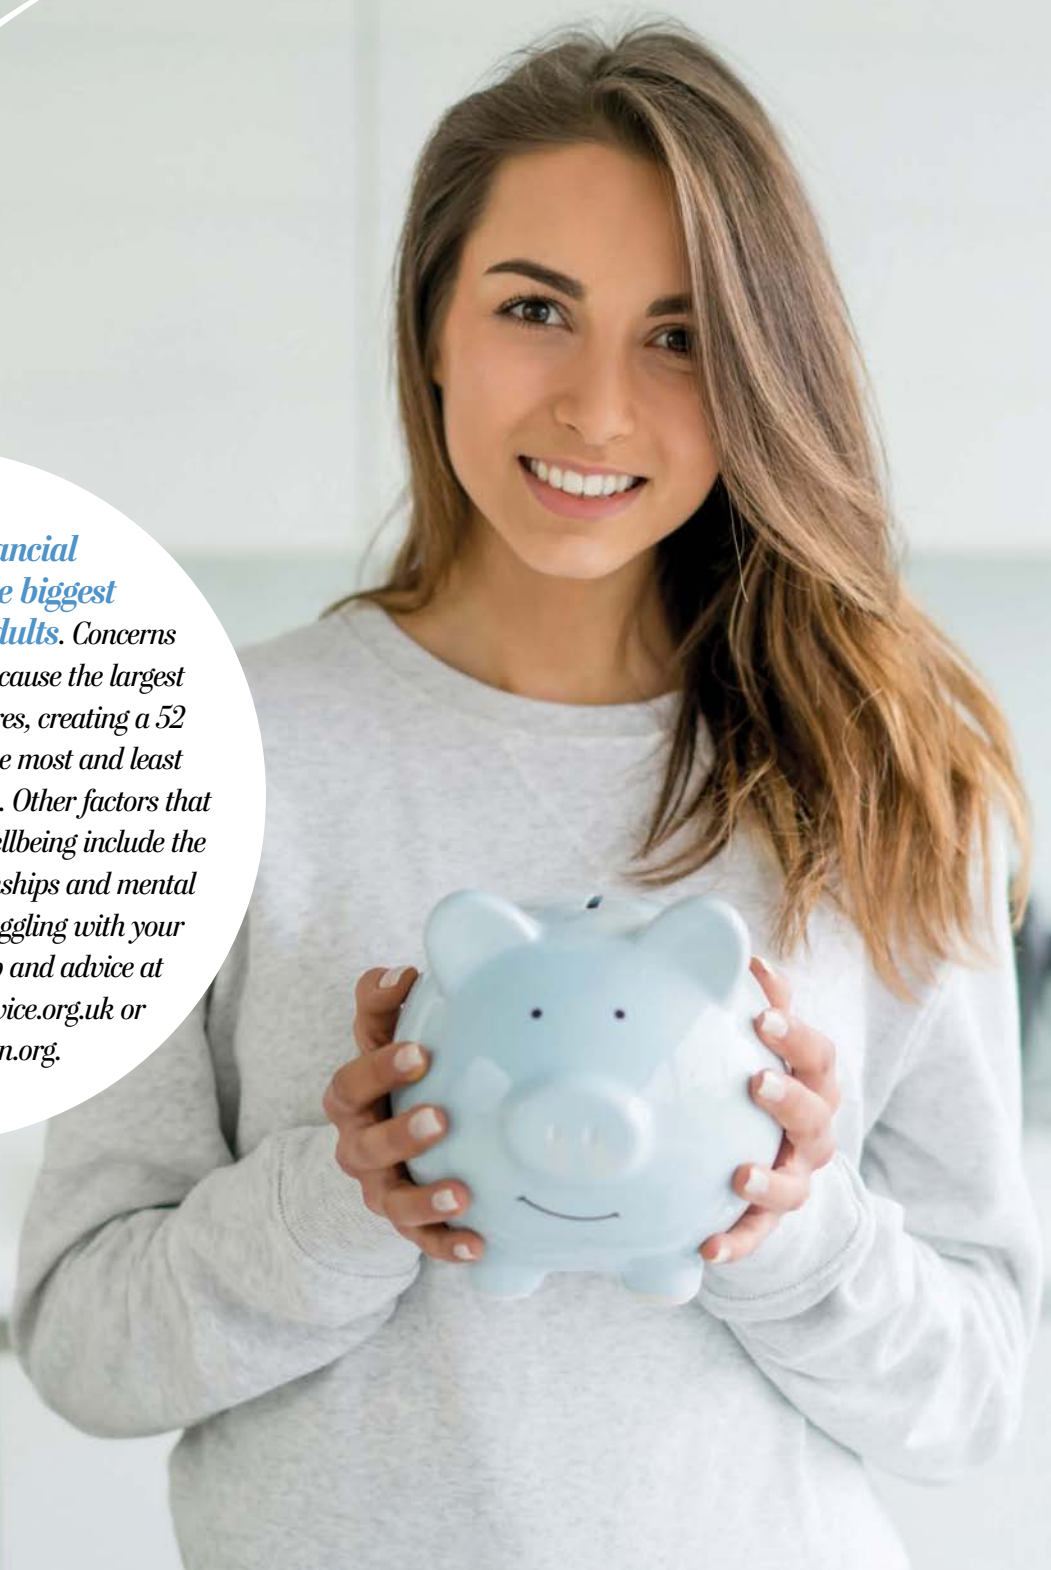 ancial
e biggest
dults. Concerns
cause the largest
res, creating a 52
e most and least
. Other factors that
ellbeing include the
ships and mental
ggling with your
and advice at
vice.org.uk or
n.org.